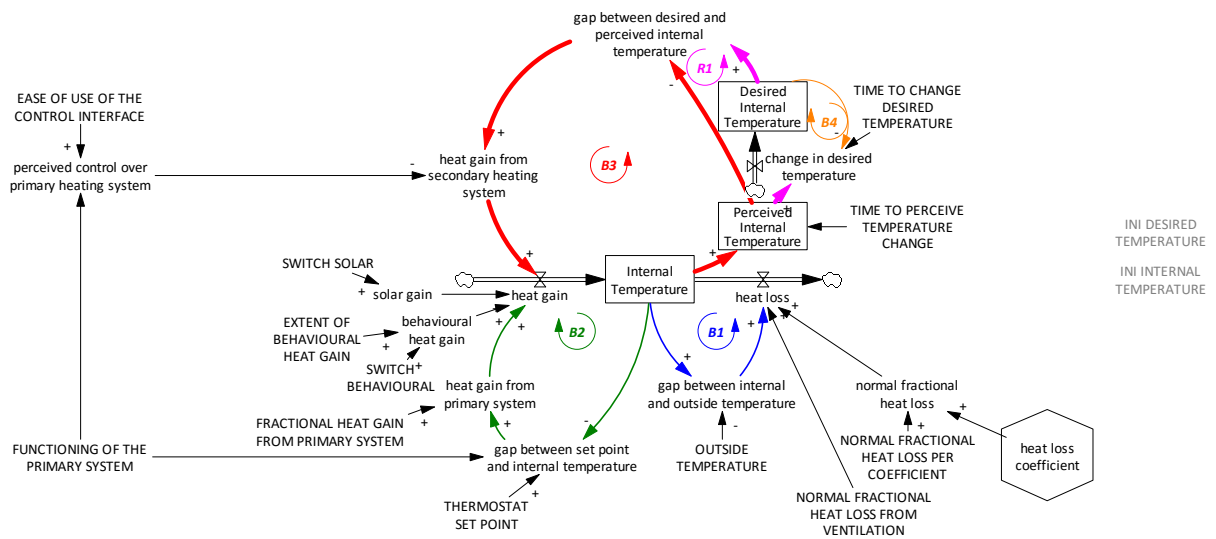 gap between desired and
perceived internal
temperature
R1
+
-
EASE OF USE OF THE
CONTROL INTERFACE
Desired
Internal
Temperature
B4
TIME TO CHANGE
DESIRED
TEMPERATURE
+
-
+
perceived control over
primary heating system
-
heat gain from
secondary heating
system
B3
change in desired
temperature
+
Perceived
Internal
Temperature
TIME TO PERCEIVE
TEMPERATURE
CHANGE
INI DESIRED
TEMPERATURE
+
+
SWITCH SOLAR
Internal
Temperature
INI INTERNAL
TEMPERATURE
+
solar gain
+
heat gain
heat loss
EXTENT OF
BEHAVIOURAL
HEAT GAIN
+
behavioural
heat gain
+
+
B2
B1
+
+
+
SWITCH
BEHAVIOURAL
+
+
heat gain from
primary system
gap between internal
and outside temperature
normal fractional
heat loss
FRACTIONAL HEAT GAIN
FROM PRIMARY SYSTEM
+
+
-
-
+
+
FUNCTIONING OF THE
PRIMARY SYSTEM
gap between set point
and internal temperature
OUTSIDE
TEMPERATURE
NORMAL FRACTIONAL
HEAT LOSS PER
COEFFICIENT
heat loss
coefficient
+
THERMOSTAT
SET POINT
NORMAL FRACTIONAL
HEAT LOSS FROM
VENTILATION